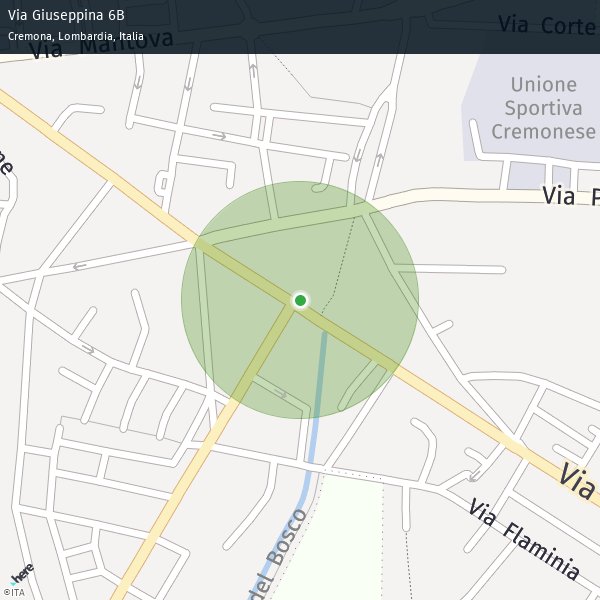 Via Giuseppina 6B
Cremona, Lombardia, Italia
Via Mantova
Via Corte
Unione
Sportiva
Cremonese
Via P
ne
Via
Via Flaminia
del Bosco
here
©ITA